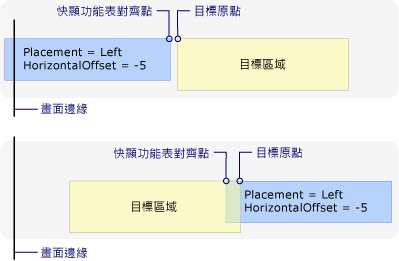 快顯功能表對齊點
目標原點
Placement = Left
HorizontalOffset = -5
目標區域
畫面邊緣
快顯功能表對齊點
目標原點
目標區域
Placement = Left
HorizontalOffset = -5
畫面邊緣